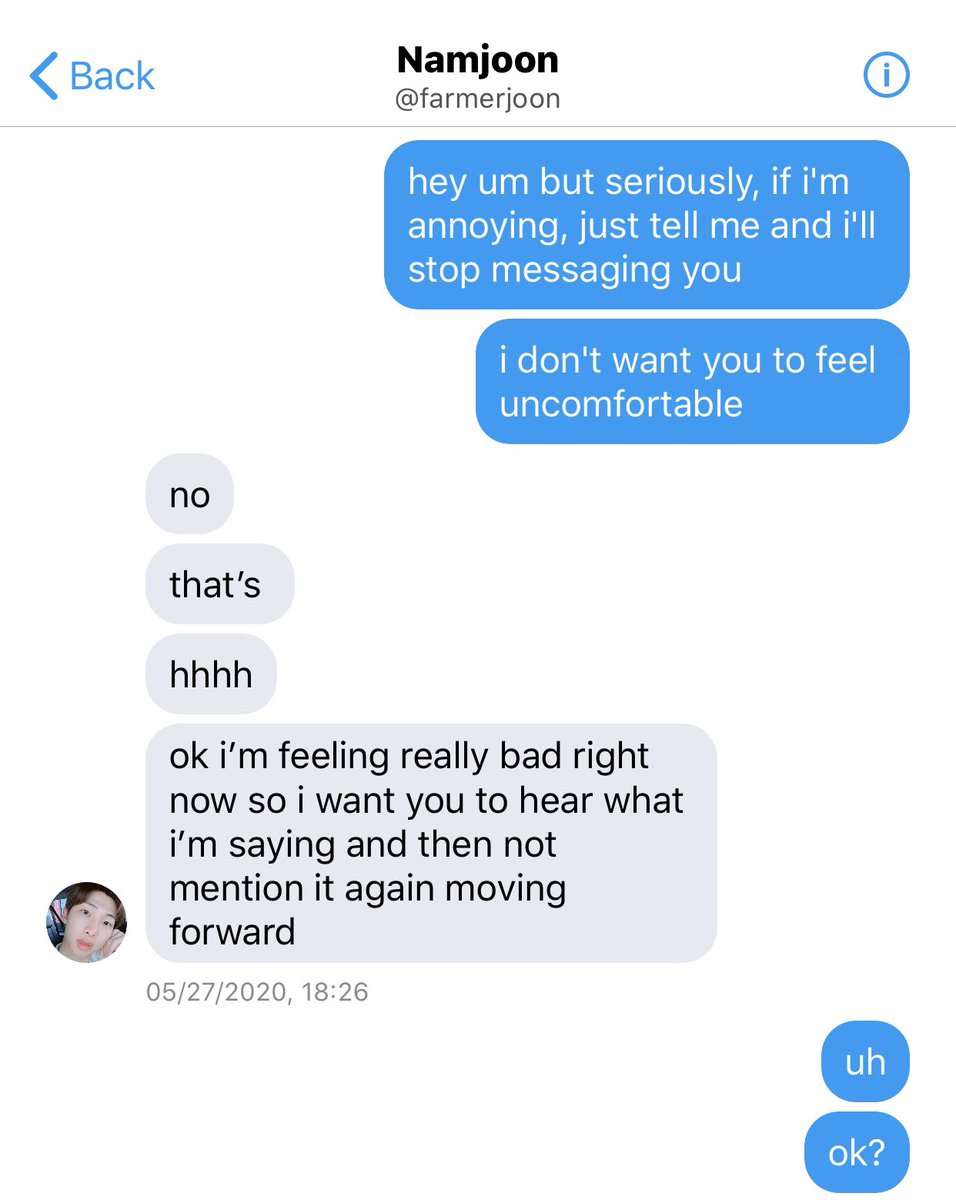 Back
Namjoon
@farmerjoon
hey um but seriously, if i'm
annoying, just tell me and i'll
stop messaging you
i don't want you to feel
uncomfortable
no
that’s
hhhh
ok i’m feeling really bad right
now so i want you to hear what
i’m saying and then not
mention it again moving
forward
05/27/2020, 18:26
uh
ok?